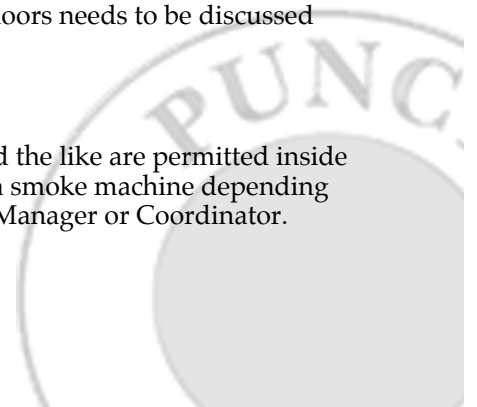 oors needs to be discussed
d the like are permitted inside
smoke machine depending
Manager or Coordinator.
PUNC